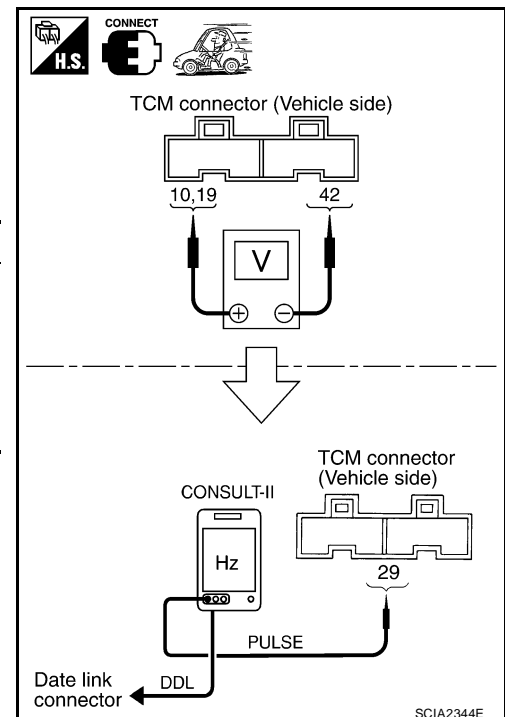 H.S.
CONNECT
TCM connector (Vehicle side)
10,19
42
V
+
−
TCM connector
(Vehicle side)
CONSULT-II
Hz
29
PULSE
Date link
connector
DDL
SCIA2344E